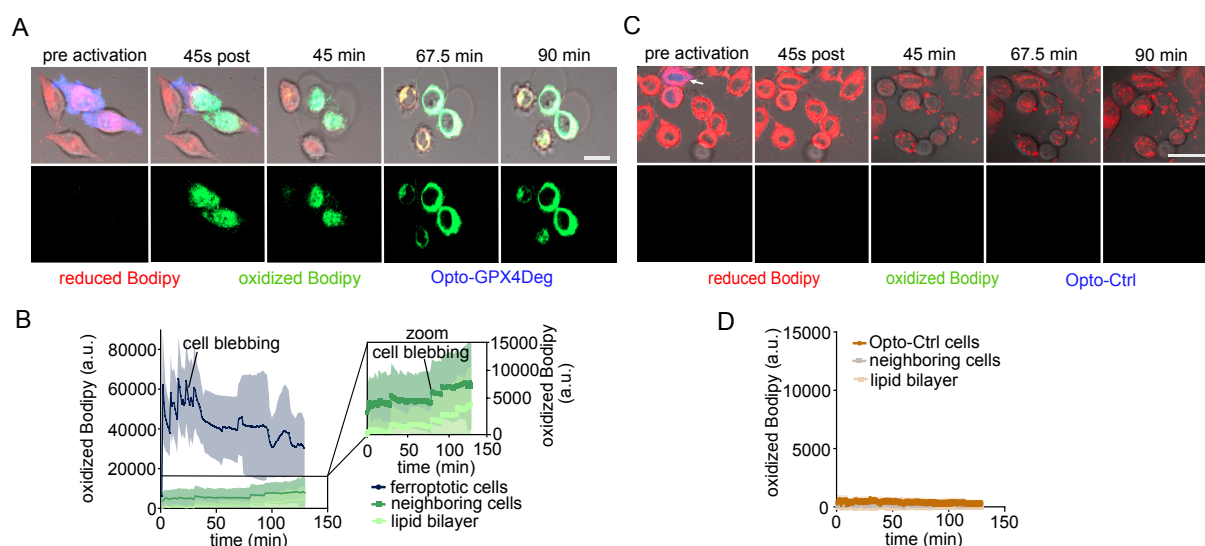 A
pre activation 45s post 45 min 67.5 min 90 min
reduced Bodipy oxidized Bodipy Opto-GPX4Deg
C
pre activation 45s post 45 min 67.5 min 90 min
reduced Bodipy oxidized Bodipy Opto-Ctrl
B
oxidized Bodipy (a.u.)
80000
60000
40000
20000
0
cell blebbing
0 50 100 150
time (min)
zoom
cell blebbing
15000
10000
5000
0
oxidized Bodipy
(a.u.)
0 50 100 150
time (min)
ferroptotic cells
neighboring cells
lipid bilayer
D
oxidized Bodipy (a.u.)
15000
10000
5000
0
Opto-Ctrl cells
neighboring cells
lipid bilayer
0 50 100 150
time (min)